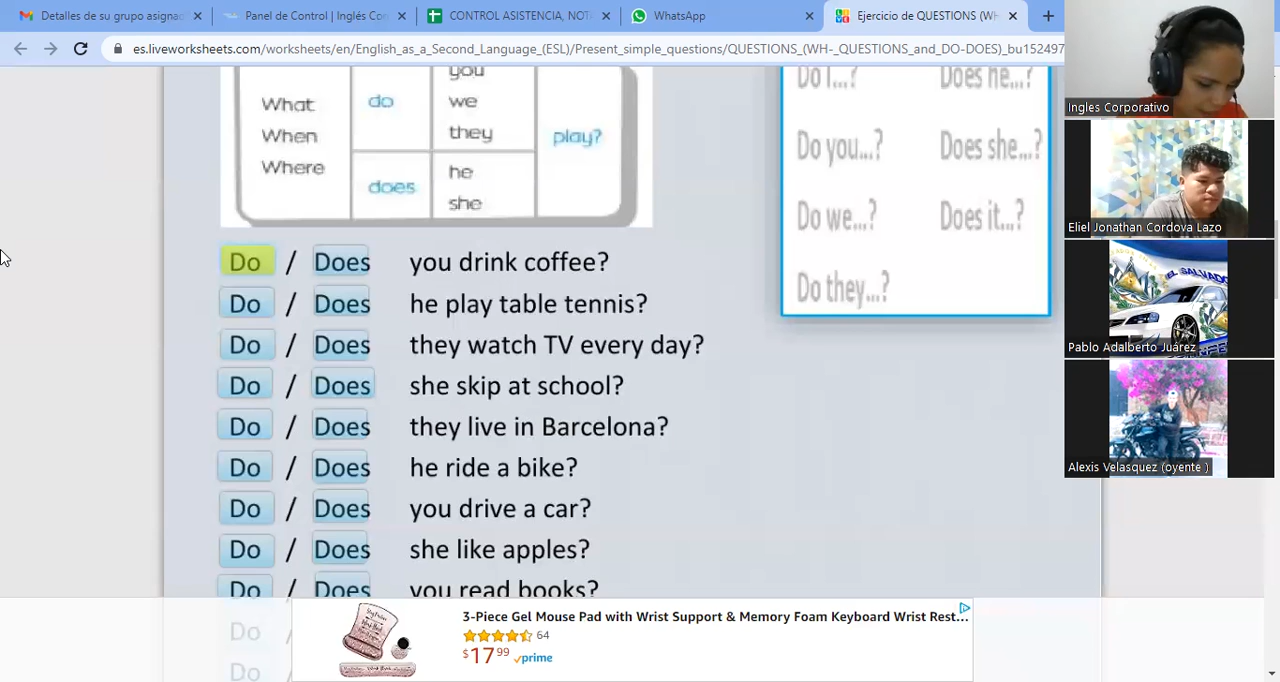 Detalles de su grupo asignad
Panel de Control | Inglés Con
CONTROL ASISTENCIA, NOT
WhatsApp
Ejercicio de QUESTIONS (WH-
es.liveworksheets.com/worksheets/en/English_as_a_Second_Language_(ESL)/Present_simple_questions/QUESTIONS_(WH-_QUESTIONS_and_DO-DOES)_bu152497
you
What do we
When they play?
Where he
does
she
Do I...? Does he...?
Do you...? Does she...?
Do we...? Does it...?
Do they...?
Do / Does you drink coffee?
Do / Does he play table tennis?
Do / Does they watch TV every day?
Do / Does she skip at school?
Do / Does they live in Barcelona?
Do / Does he ride a bike?
Do / Does you drive a car?
Do / Does she like apples?
Do / Does you read books?
Do
Do
3-Piece Gel Mouse Pad with Wrist Support & Memory Foam Keyboard Wrist Rest...
64
$17 99 prime
Ingles Corporativo
Eliel Jonathan Cordova Lazo
EL SALVADO
Pablo Adalberto Juárez
Alexis Velasquez (oyente )